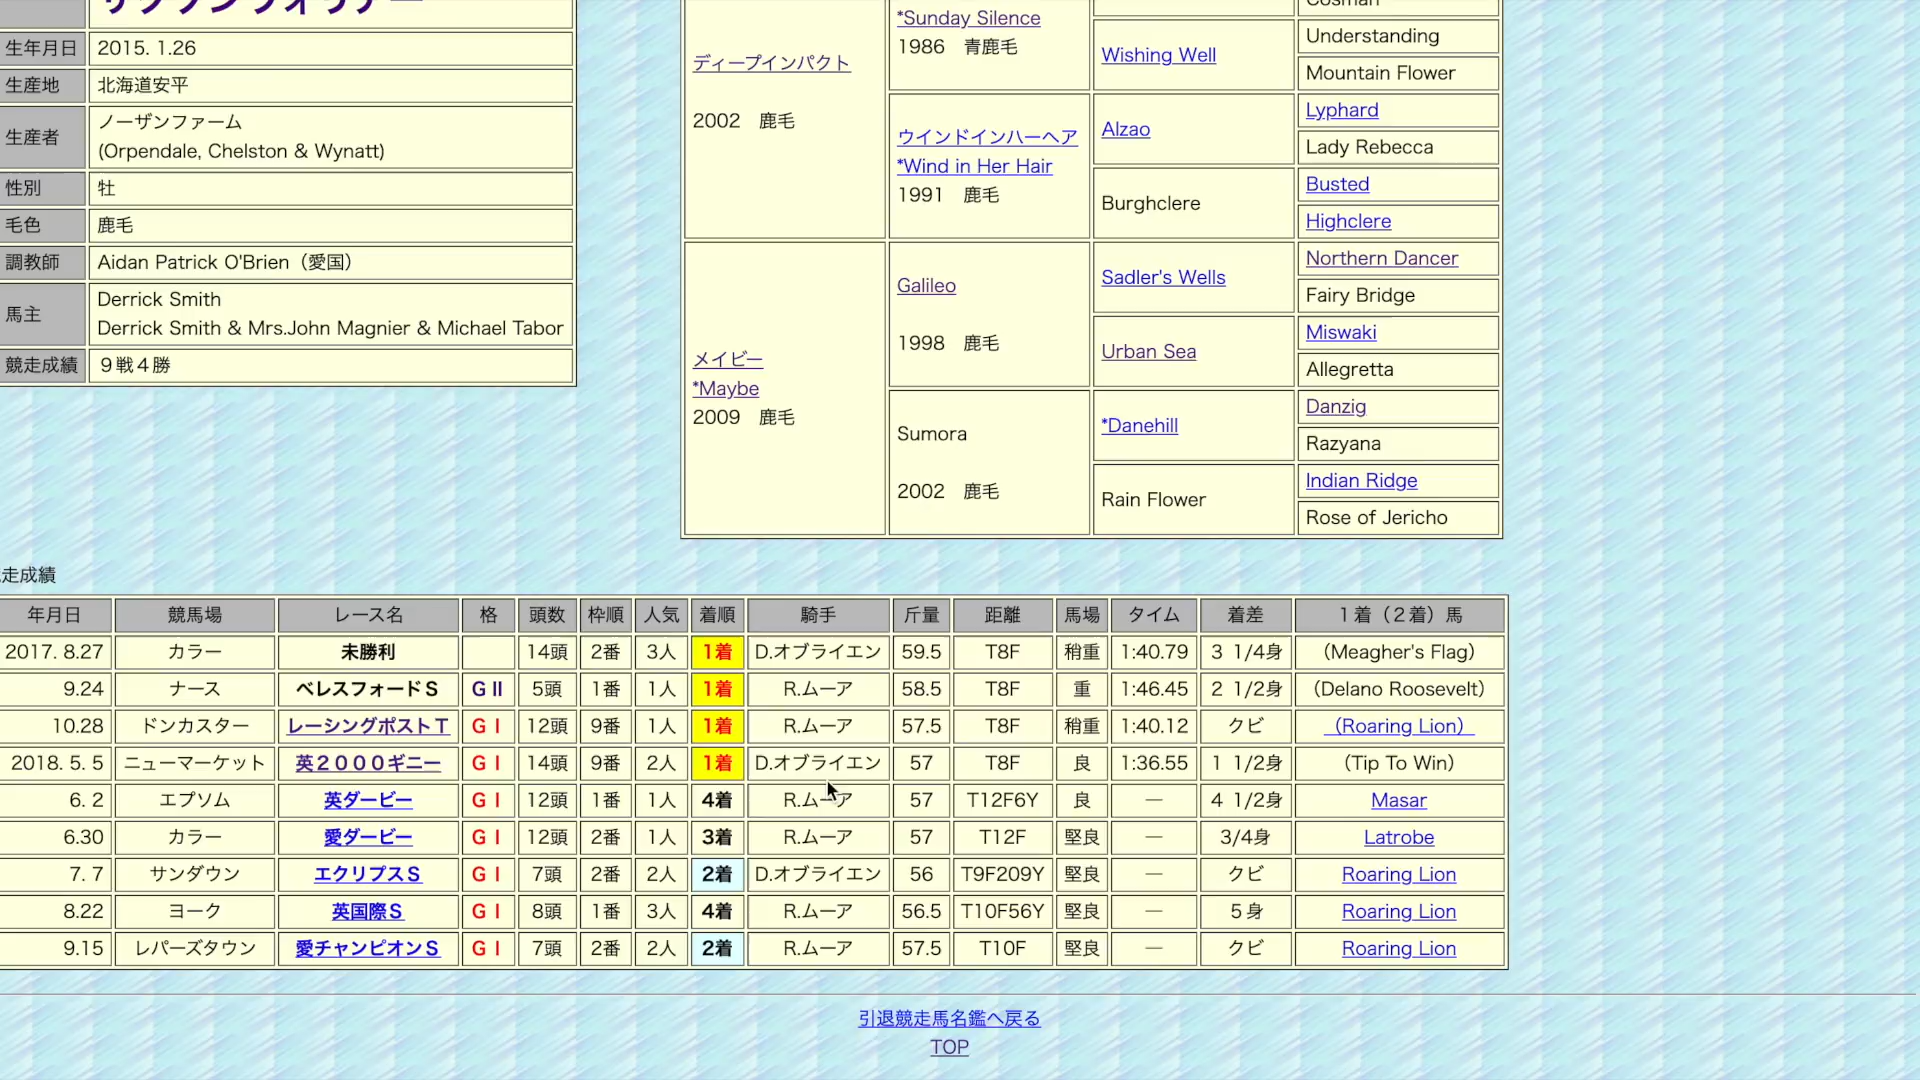 生年月日 2015. 1.26
生産地 北海道安平
生産者 ノーザンファーム
(Orpendale, Chelston & Wynatt)
性別 牡
毛色 鹿毛
調教師 Aidan Patrick O'Brien（愛国）
馬主 Derrick Smith
Derrick Smith & Mrs.John Magnier & Michael Tabor
競走成績 ９戦４勝
ディープインパクト
2002 鹿毛
*Sunday Silence
1986 青鹿毛
Wishing Well
Understanding
Mountain Flower
ウインドインハーヘア
*Wind in Her Hair
1991 鹿毛
Alzao
Lyphard
Lady Rebecca
Burghclere
Busted
Highclere
メイビー
*Maybe
2009 鹿毛
Galileo
1998 鹿毛
Sadler's Wells
Northern Dancer
Fairy Bridge
Urban Sea
Miswaki
Allegretta
Sumora
2002 鹿毛
*Danehill
Danzig
Razyana
Rain Flower
Indian Ridge
Rose of Jericho
走成績
年月日 競馬場 レース名 格 頭数 枠順 人気 着順 騎手 斤量 距離 馬場 タイム 着差 １着（２着）馬
2017. 8.27 カラー 未勝利 14頭 2番 3人 1着 D.オブライエン 59.5 T8F 稍重 1:40.79 3 1/4身 （Meagher's Flag）
9.24 ナース ベレスフォードＳ GⅡ 5頭 1番 1人 1着 R.ムーア 58.5 T8F 重 1:46.45 2 1/2身 （Delano Roosevelt）
10.28 ドンカスター レーシングポストＴ GⅠ 12頭 9番 1人 1着 R.ムーア 57.5 T8F 稍重 1:40.12 クビ （Roaring Lion）
2018. 5. 5 ニューマーケット 英２０００ギニー GⅠ 14頭 9番 2人 1着 D.オブライエン 57 T8F 良 1:36.55 1 1/2身 （Tip To Win）
6. 2 エプソム 英ダービー GⅠ 12頭 1番 1人 4着 R.ムーア 57 T12F6Y 良 ― 4 1/2身 Masar
6.30 カラー 愛ダービー GⅠ 12頭 2番 1人 3着 R.ムーア 57 T12F 堅良 ― 3/4身 Latrobe
7. 7 サンダウン エクリプスＳ GⅠ 7頭 2番 2人 2着 D.オブライエン 56 T9F209Y 堅良 ― クビ Roaring Lion
8.22 ヨーク 英国際Ｓ GⅠ 8頭 1番 3人 4着 R.ムーア 56.5 T10F56Y 堅良 ― ５身 Roaring Lion
9.15 レパーズタウン 愛チャンピオンＳ GⅠ 7頭 2番 2人 2着 R.ムーア 57.5 T10F 堅良 ― クビ Roaring Lion
引退競走馬名鑑へ戻る
TOP